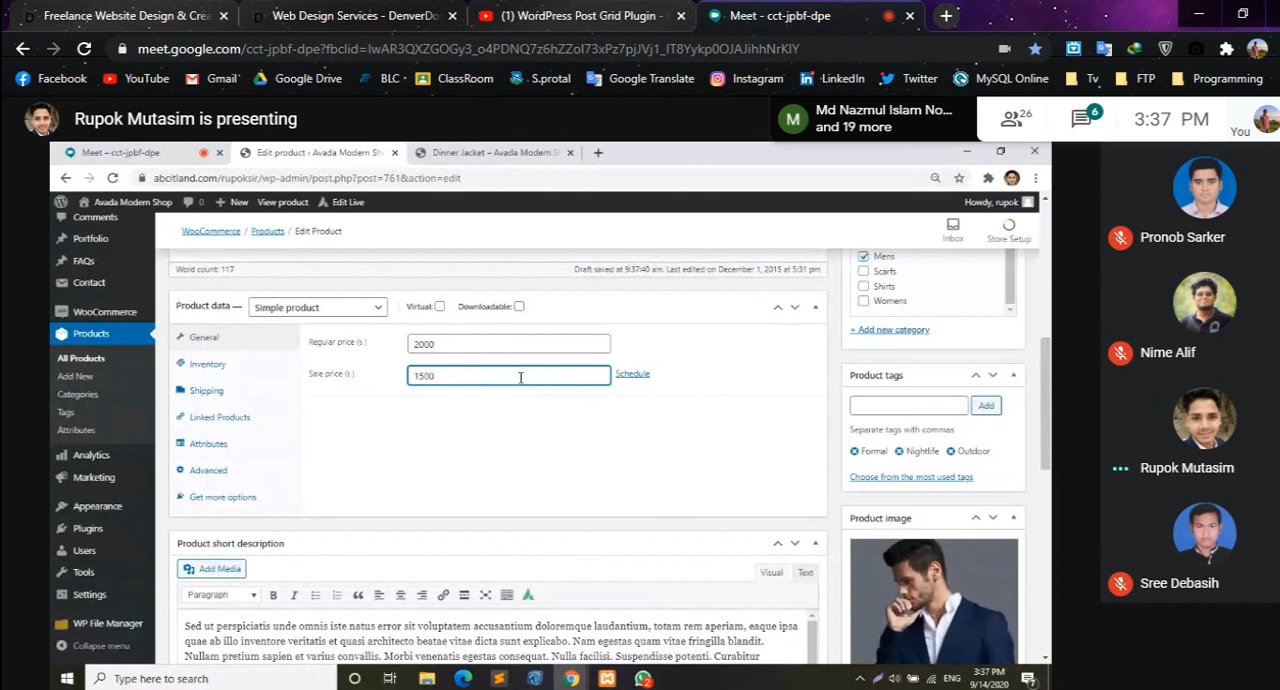 Freelance Website Design & Crea
Web Design Services - DenverDo
(1) WordPress Post Grid Plugin -
Meet - cct-jpbf-dpe
meet.google.com/cct-jpbf-dpe?fbclid=IwAR3QXZGOGy3_o4PDNQ7z6hZZoI73xPz7pjJVj1_IT8Yykp0OJAJihhNrKIY
Facebook
YouTube
Gmail
Google Drive
BLC
ClassRoom
S.protal
Google Translate
Instagram
LinkedIn
Twitter
MySQL Online
Tv
FTP
Programming
Rupok Mutasim is presenting
M
Md Nazmul Islam No...
and 19 more
26
6
3:37 PM
You
Meet – cct-jpbf-dpe
Edit product ‹ Avada Modern Sh
Dinner Jacket – Avada Modern S
abcitland.com/rupoksir/wp-admin/post.php?post=761&action=edit
Avada Modern Shop
0
New
View product
Edit Live
Howdy, rupok
Comments
Portfolio
FAQs
Contact
WooCommerce
Products
All Products
Add New
Categories
Tags
Attributes
Analytics
Marketing
Appearance
Plugins
Users
Tools
Settings
WP File Manager
Collapse menu
WooCommerce / Products / Edit Product
Inbox
Store Setup
Word count: 117
Draft saved at 9:37:40 am. Last edited on December 1, 2015 at 5:31 pm
Product data —
Simple product
Virtual:
Downloadable:
General
Inventory
Shipping
Linked Products
Attributes
Advanced
Get more options
Regular price
2000
Sale price
1500
Schedule
Product short description
Add Media
Visual
Text
Paragraph
B
I
Sed ut perspiciatis unde omnis iste natus error sit voluptatem accusantium doloremque laudantium, totam rem aperiam, eaque ipsa
quae ab illo inventore veritatis et quasi architecto beatae vitae dicta sunt explicabo. Nam egestas quam vitae fringilla blandit.
Nullam pretium sapien et varius convallis. Morbi venenatis egestas consequat. Nulla facilisi. Suspendisse potenti. Curabitur
Mens
Scarfs
Shirts
Womens
+ Add new category
Product tags
Add
Separate tags with commas
Formal
Nightlife
Outdoor
Choose from the most used tags
Product image
Pronob Sarker
Nime Alif
Rupok Mutasim
Sree Debasih
Type here to search
2
ENG
3:37 PM
9/14/2020
7